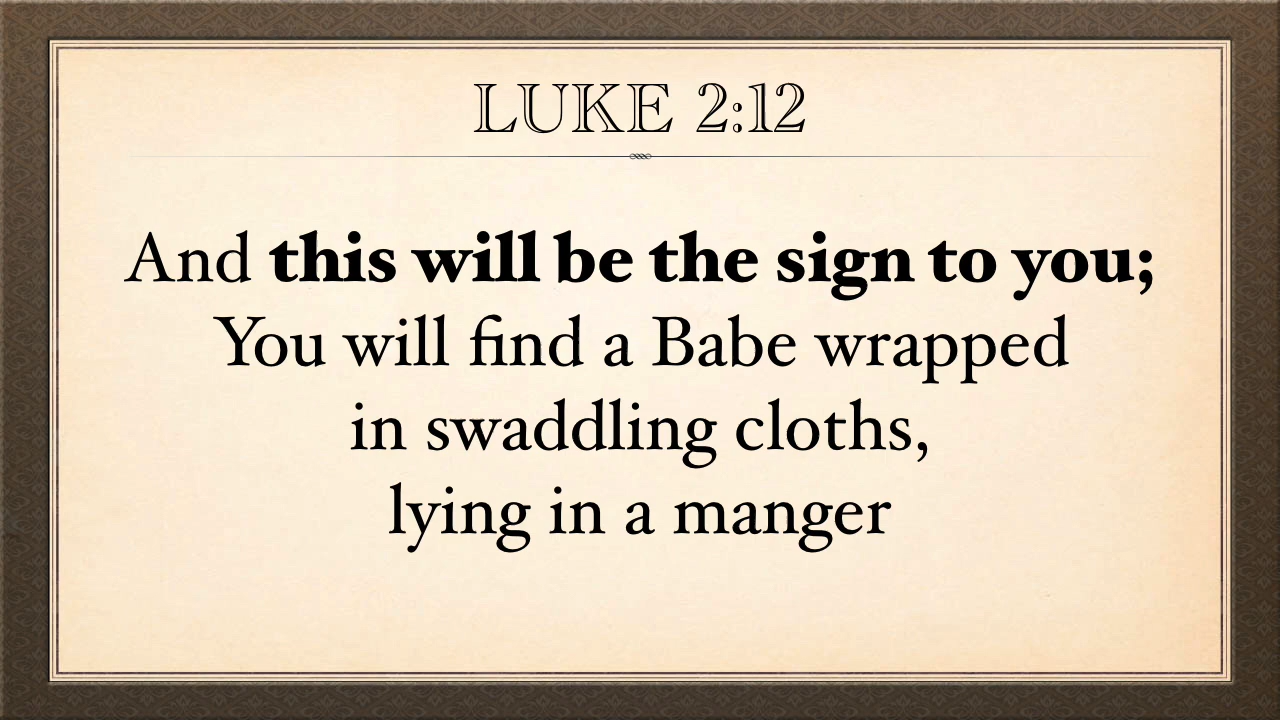 LUKE 2:12
And this will be the sign to you;
You will find a Babe wrapped
in swaddling cloths,
lying in a manger